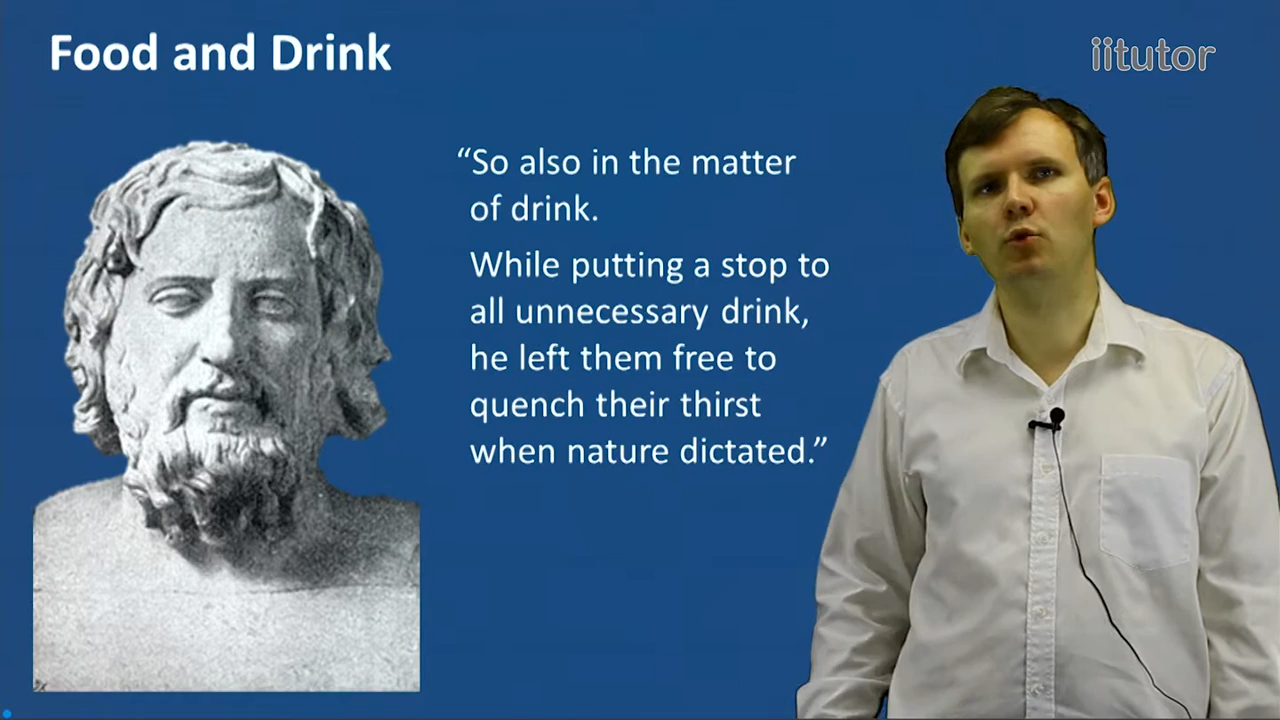 Food and Drink
iitutor
“So also in the matter
of drink.
While putting a stop to
all unnecessary drink,
he left them free to
quench their thirst
when nature dictated.”